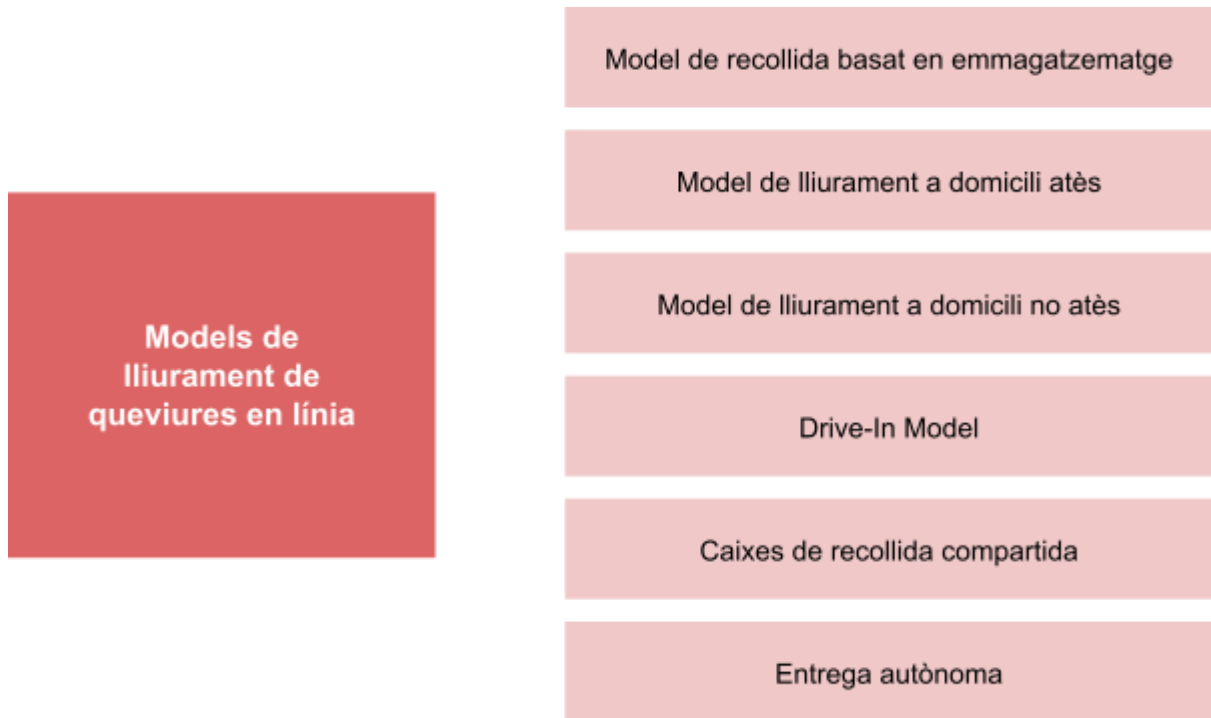 Models de
lliurament de
queviures en línia
Model de recollida basat en emmagatzematge
Model de lliurament a domicili atès
Model de lliurament a domicili no atès
Drive-In Model
Caixes de recollida compartida
Entrega autònoma